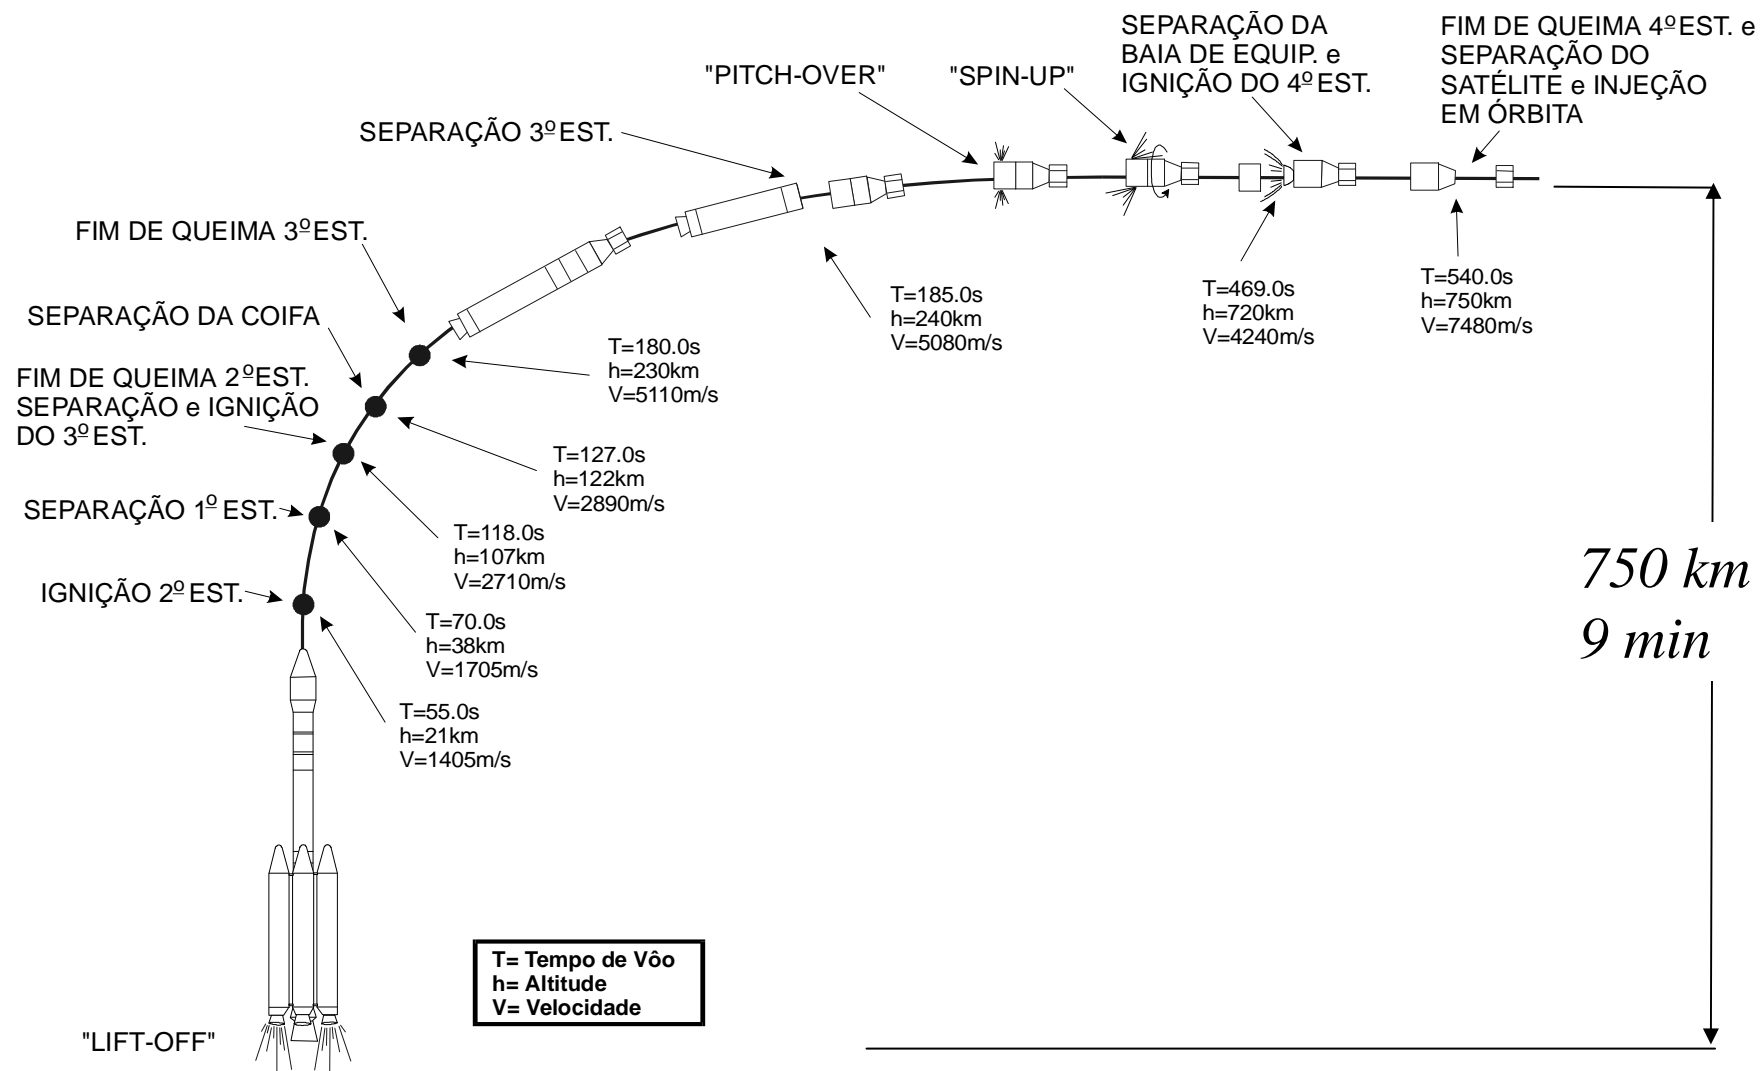 SEPARAÇÃO DA
BAIA DE EQUIP. e
IGNIÇÃO DO 4º EST.
FIM DE QUEIMA 4º EST. e
SEPARAÇÃO DO
SATÉLITE e INJEÇÃO
EM ÓRBITA
"PITCH-OVER"
"SPIN-UP"
SEPARAÇÃO 3º EST.
FIM DE QUEIMA 3º EST.
SEPARAÇÃO DA COIFA
FIM DE QUEIMA 2º EST.
SEPARAÇÃO e IGNIÇÃO
DO 3º EST.
SEPARAÇÃO 1º EST.
IGNIÇÃO 2º EST.
"LIFT-OFF"
T=540.0s
h=750km
V=7480m/s
T=469.0s
h=720km
V=4240m/s
T=185.0s
h=240km
V=5080m/s
T=180.0s
h=230km
V=5110m/s
T=127.0s
h=122km
V=2890m/s
T=118.0s
h=107km
V=2710m/s
T=70.0s
h=38km
V=1705m/s
T=55.0s
h=21km
V=1405m/s
750 km
9 min
T= Tempo de Vôo
h= Altitude
V= Velocidade